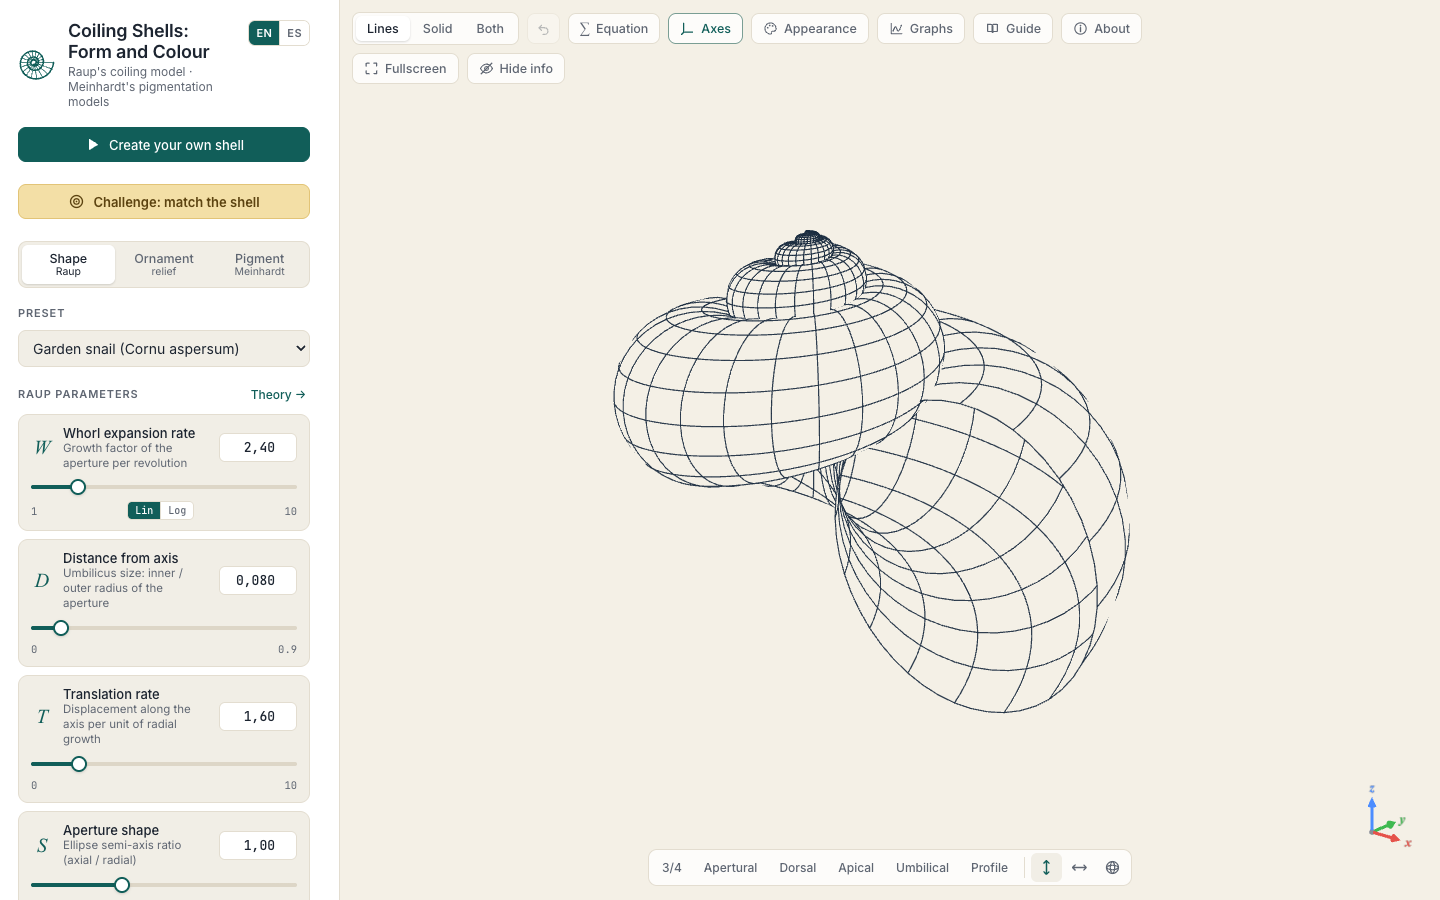 Coiling Shells:
Form and Colour
Raup's coiling model ·
Meinhardt's pigmentation
models
EN ES
Create your own shell
Challenge: match the shell
Shape Ornament Pigment
Raup relief Meinhardt
PRESET
Garden snail (Cornu aspersum)
RAUP PARAMETERS Theory →
W Whorl expansion rate 2,40
Growth factor of the
aperture per revolution
1 Lin Log 10
D Distance from axis 0,080
Umbilicus size: inner /
outer radius of the
aperture
0 0.9
T Translation rate 1,60
Displacement along the
axis per unit of radial
growth
0 10
S Aperture shape 1,00
Ellipse semi-axis ratio
(axial / radial)
Lines Solid Both Equation Axes Appearance Graphs Guide About
Fullscreen Hide info
z
y
x
3/4 Apertural Dorsal Apical Umbilical Profile